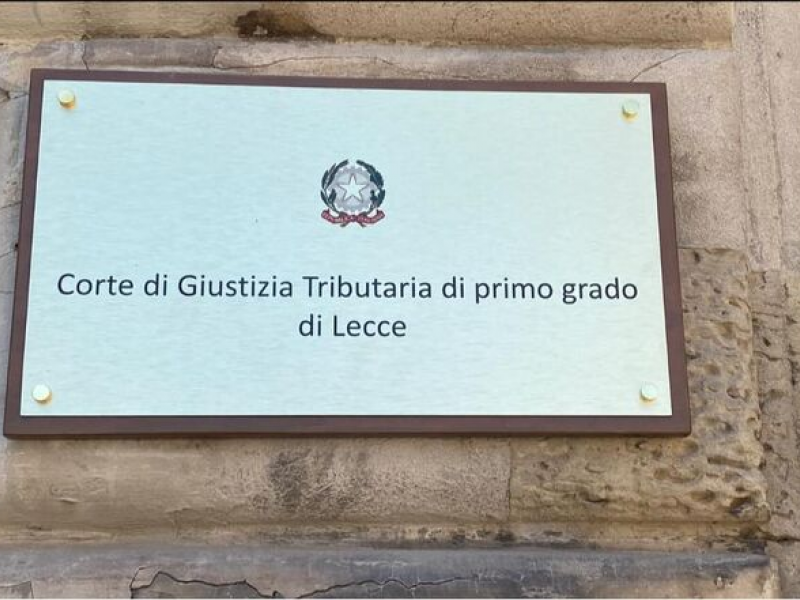 Corte di Giustizia Tributaria di primo grado
di Lecce